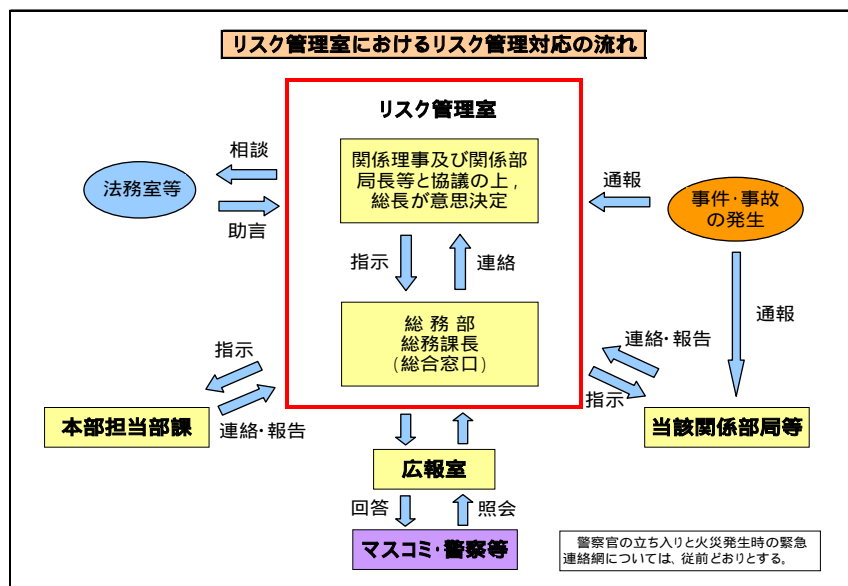 リスク管理室におけるリスク管理対応の流れ
リスク管理室
関係理事及び関係部
局長等と協議の上,
総長が意思決定
相談
法務室等
助言
通報
事件・事故
の発生
指示
連絡
通報
総 務 部
総務課長
(総合窓口)
指示
連絡・報告
本部担当部課
連絡・報告
指示
当該関係部局等
広報室
回答
照会
マスコミ・警察等
警察官の立ち入りと火災発生時の緊急
連絡網については、従前どおりとする。